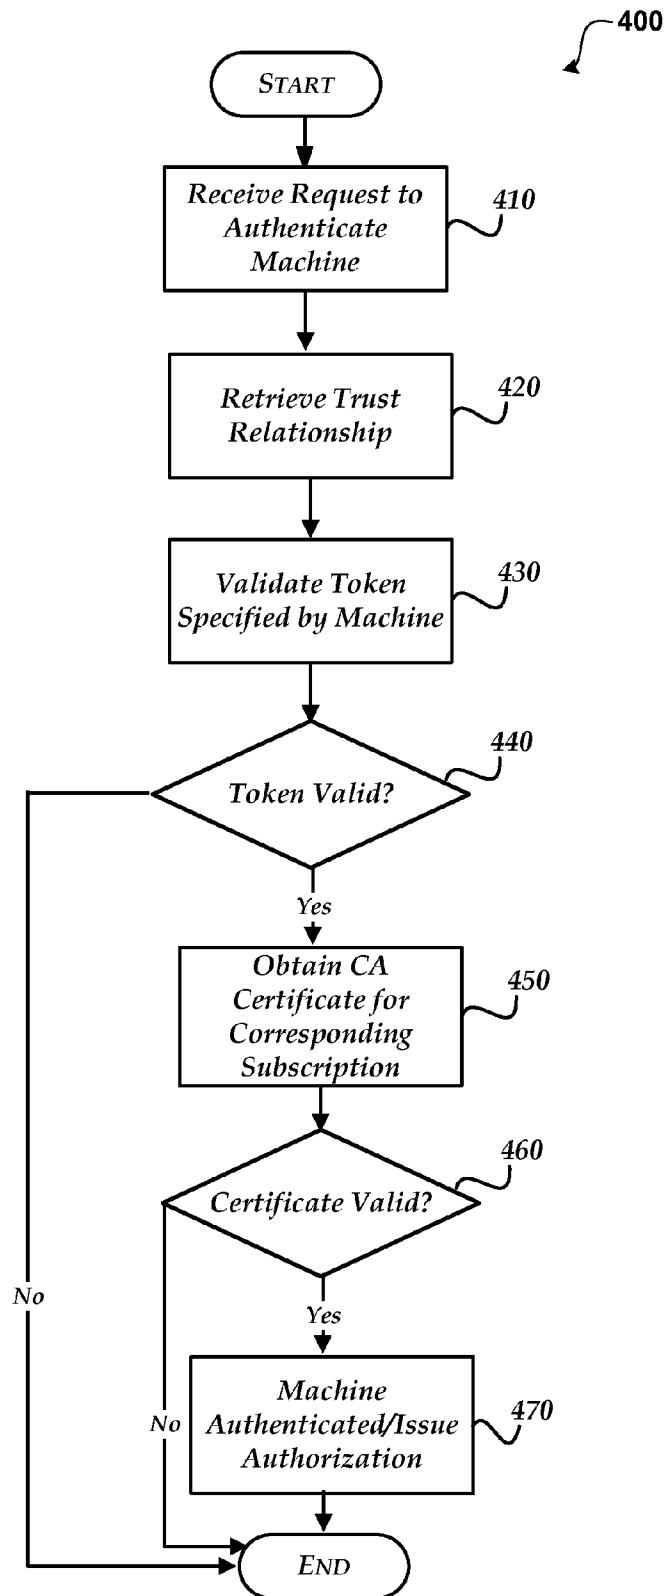 400
START
Receive Request to
Authenticate
Machine
410
Retrieve Trust
Relationship
420
Validate Token
Specified by Machine
430
440
Token Valid?
Yes
Obtain CA
Certificate for
Corresponding
Subscription
450
460
Certificate Valid?
No
Yes
Machine
Authenticated/Issue
Authorization
470
No
END